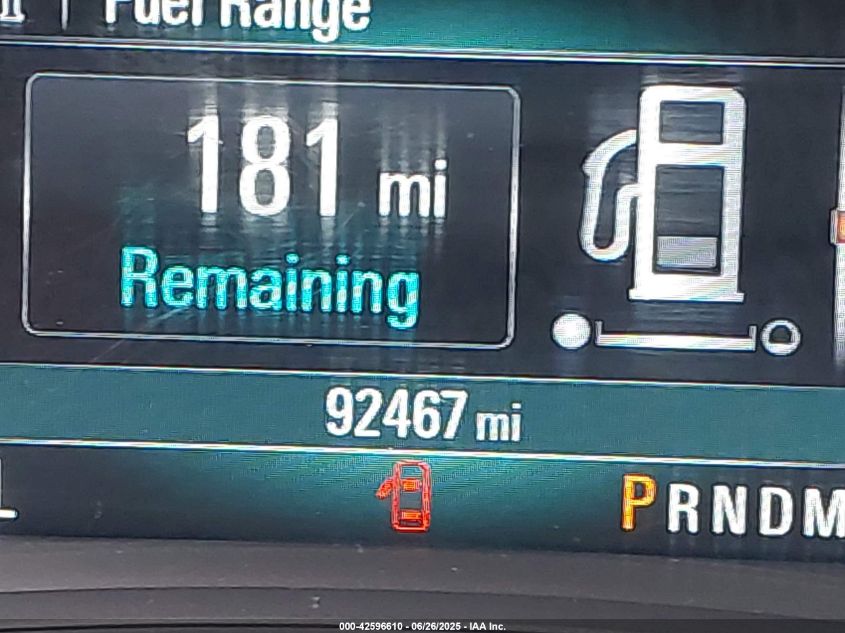 Fuel Range
181 mi
Remaining
92467 mi
PRNDM
000-42596610 - 06/26/2025 - IAA Inc.